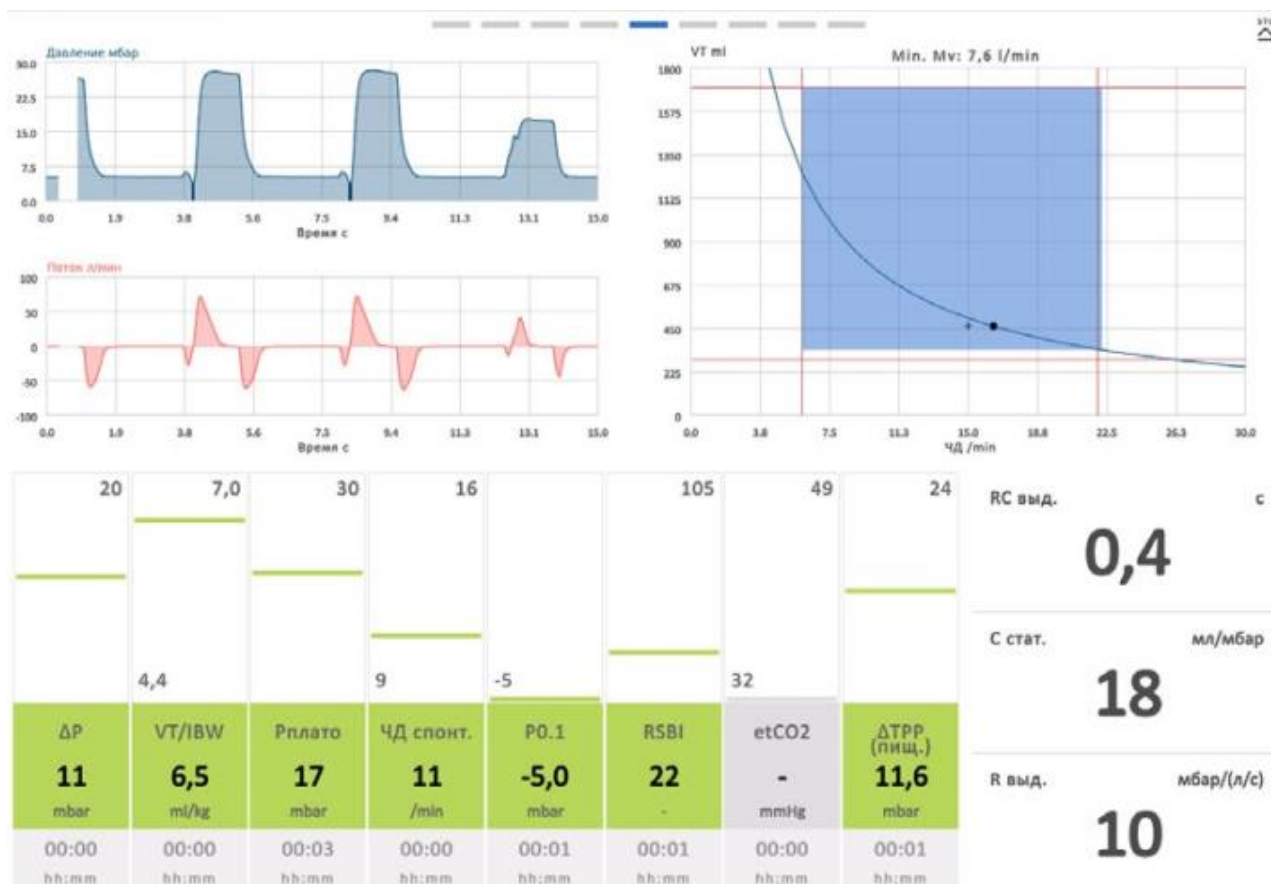 Давление мбар
30.0
22.5
15.0
7.5
0.0
0.0 1.9 3.8 5.6 7.5 9.4 11.3 13.1 15.0
Время с
Поток л/мин
100
50
0
-50
-100
0.0 1.9 3.8 5.6 7.5 9.4 11.3 13.1 15.0
Время с
VT ml
Min. Mv: 7,6 l/min
1800
1575
1350
1125
900
675
450
225
0
0.0 3.8 7.5 11.3 15.0 18.8 22.5 26.3 30.0
ЧД /min
20 7,0 30 16 105 49 24
4,4 9 -5 32
ΔP VT/IBW Pплато ЧД спонт. P0.1 RSBI etCO2 ΔTPP (пищ.)
11 6,5 17 11 -5,0 22 - 11,6
mbar ml/kg mbar /min mbar - mmHg mbar
00:00 00:00 00:03 00:00 00:01 00:01 00:00 00:01
hh:mm hh:mm hh:mm hh:mm hh:mm hh:mm hh:mm hh:mm
RC выд. с
0,4
C стат. мл/мбар
18
R выд. мбар/(л/с)
10